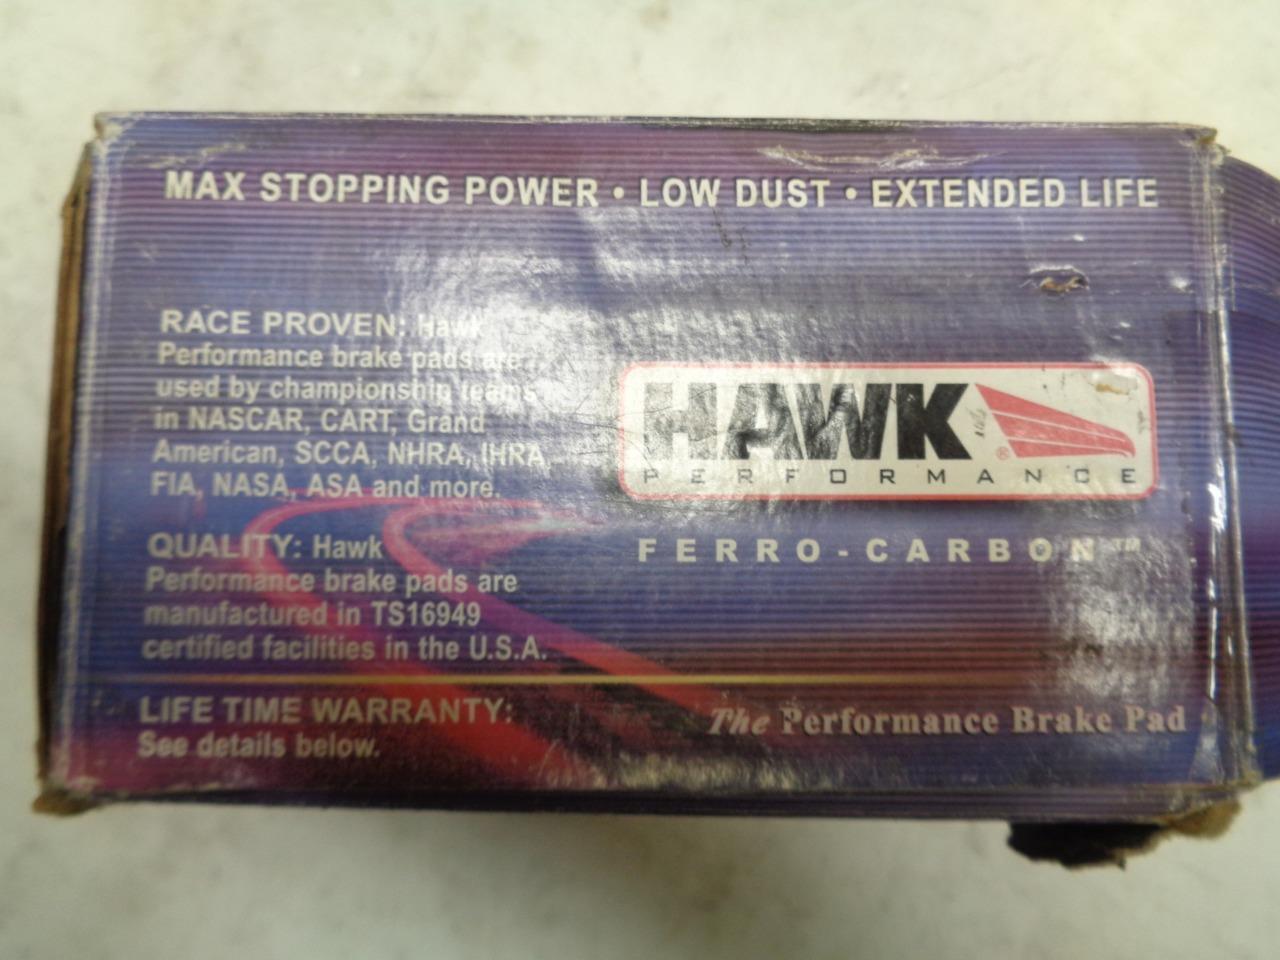 MAX STOPPING POWER • LOW DUST • EXTENDED LIFE
RACE PROVEN: Hawk
Performance brake pads are
used by championship teams
in NASCAR, CART, Grand
American, SCCA, NHRA, IHRA,
FIA, NASA, ASA and more.
QUALITY: Hawk
Performance brake pads are
manufactured in TS16949
certified facilities in the U.S.A.
LIFE TIME WARRANTY:
See details below.
HAWK®
PERFORMANCE
FERRO-CARBON™
The Performance Brake Pad